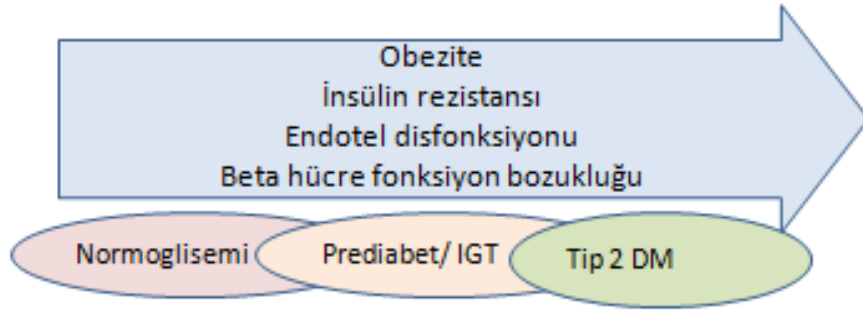 Obezite
İnsülin rezistansı
Endotel disfonksiyonu
Beta hücre fonksiyon bozukluğu
Normoglisemi
Prediabet/ IGT
Tip 2 DM